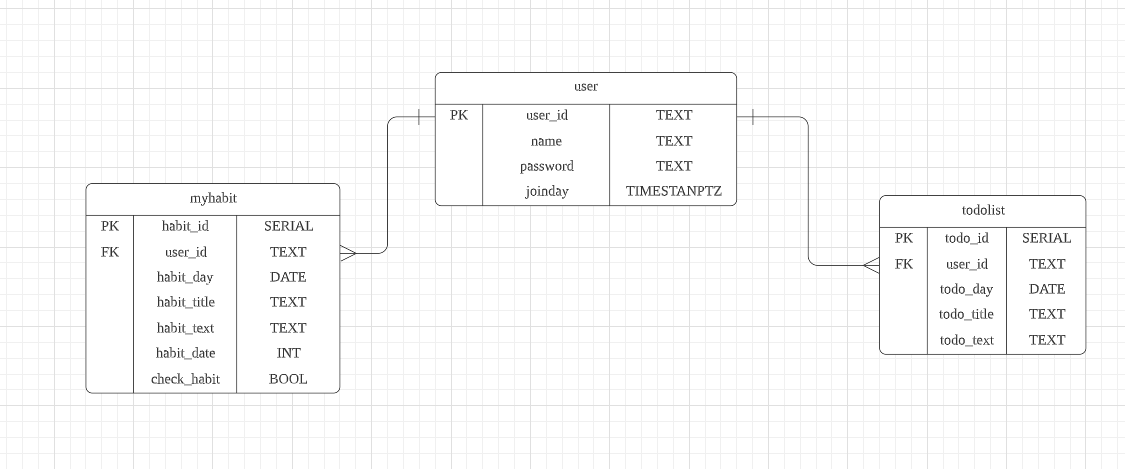 user
PK user_id TEXT
name TEXT
password TEXT
joinday TIMESTANPTZ
myhabit
PK habit_id SERIAL
FK user_id TEXT
habit_day DATE
habit_title TEXT
habit_text TEXT
habit_date INT
check_habit BOOL
todolist
PK todo_id SERIAL
FK user_id TEXT
todo_day DATE
todo_title TEXT
todo_text TEXT